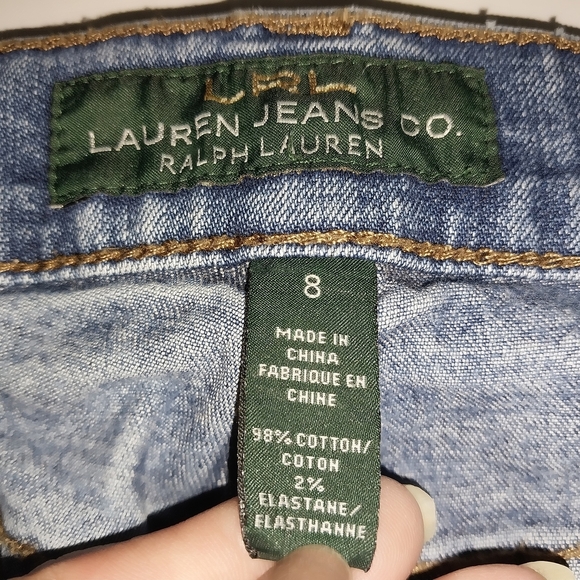 LRL
LAUREN JEANS CO.
RALPH LAUREN
8
MADE IN
CHINA
FABRIQUE EN
CHINE
98% COTTON/
COTON
2%
ELASTANE/
ELASTHANNE